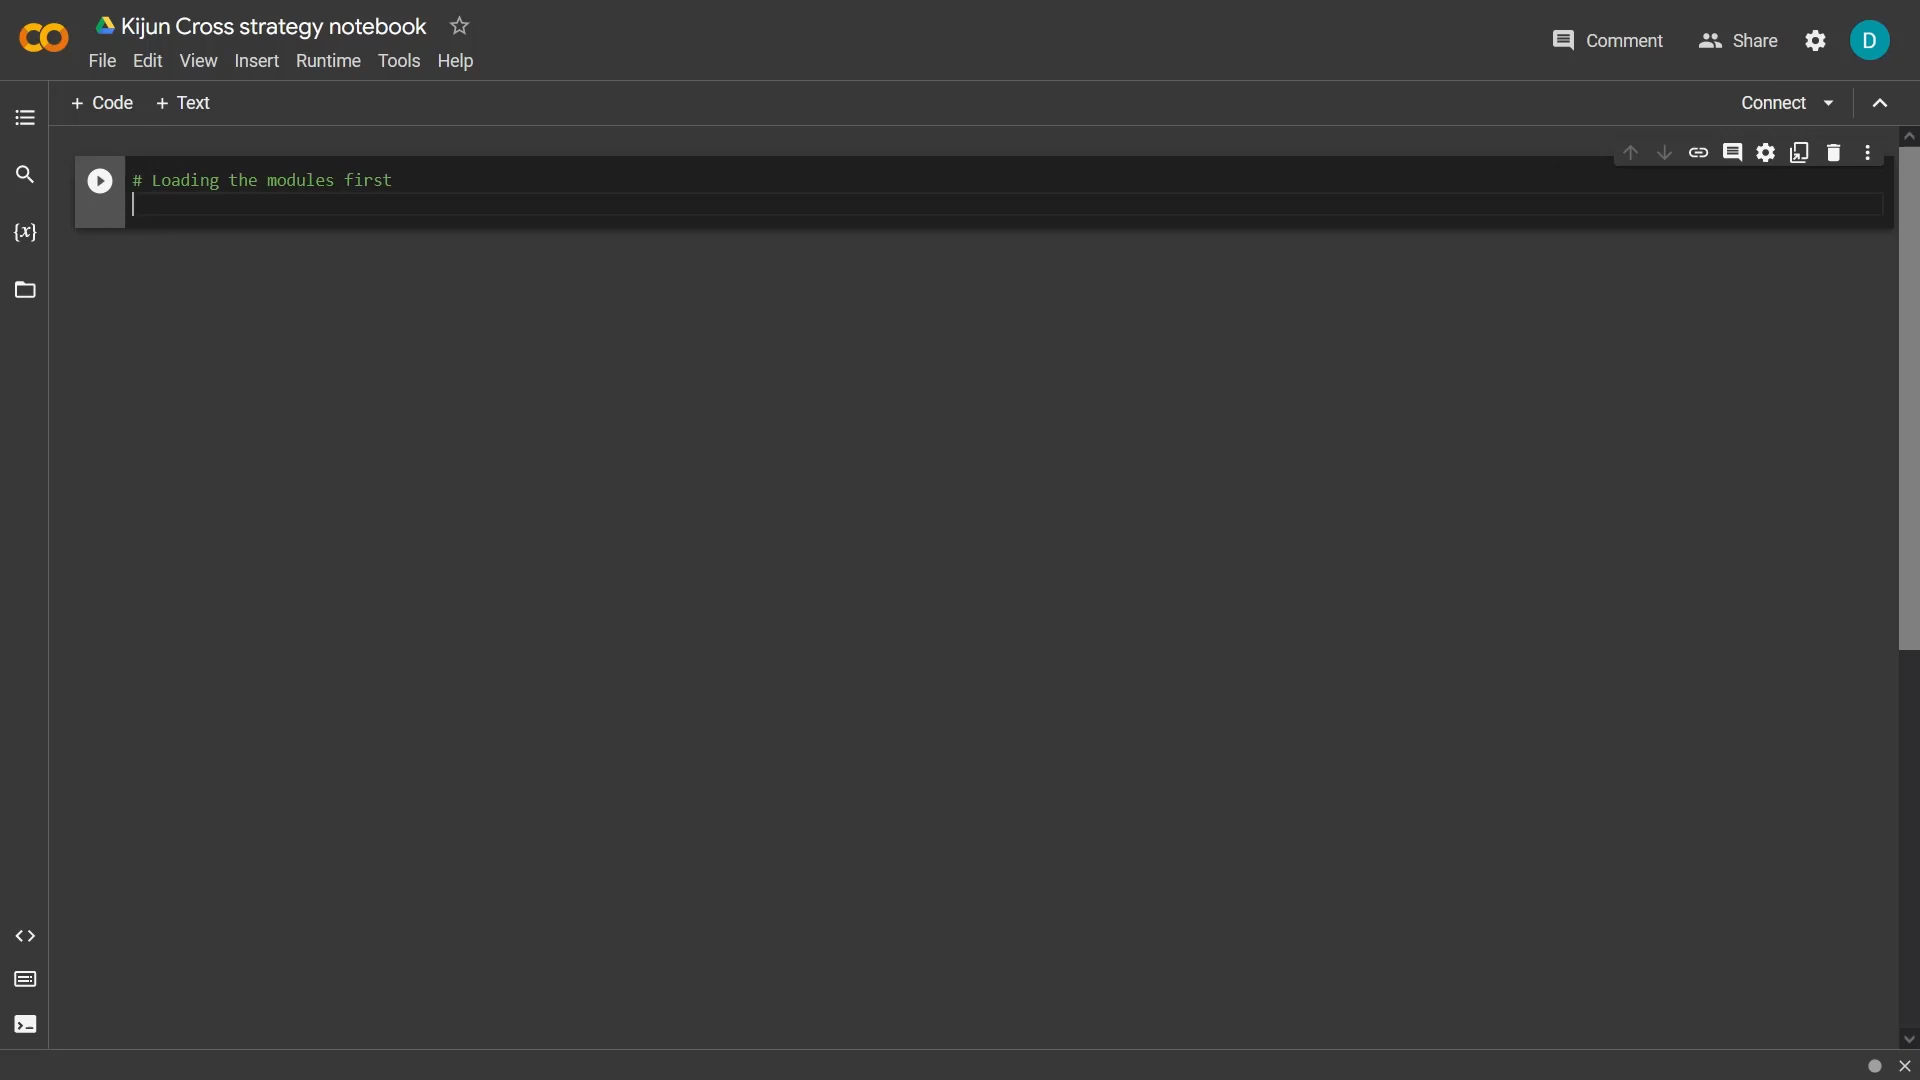 Kijun Cross strategy notebook
File Edit View Insert Runtime Tools Help
Comment Share D
+ Code + Text
Connect
{x}
# Loading the modules first